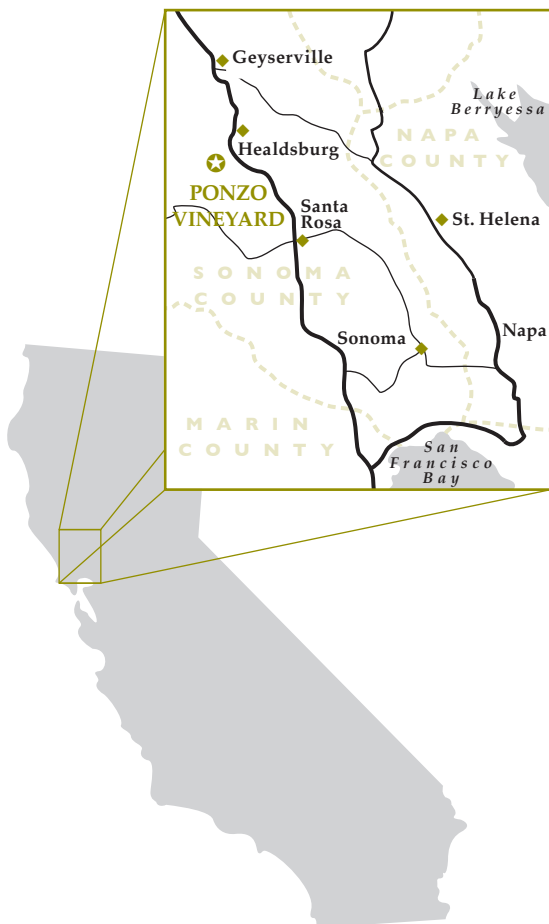 Geyserville
Lake
Berryessa
NAPA
COUNTY
Healdsburg
PONZO
VINEYARD
Santa
Rosa
St. Helena
SONOMA
COUNTY
Sonoma
Napa
MARIN
COUNTY
San
Francisco
Bay